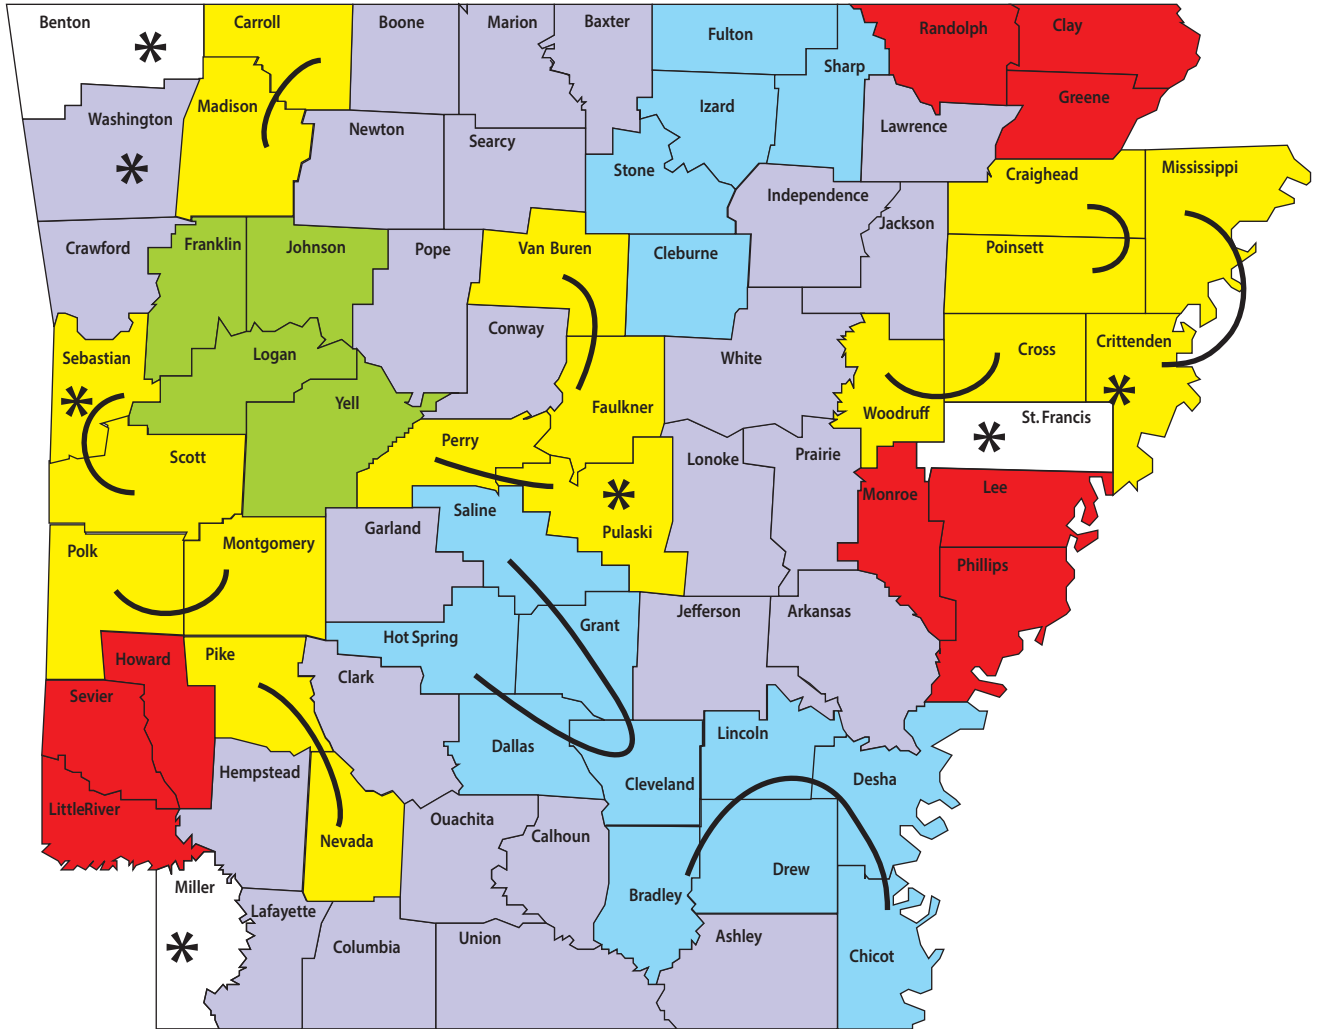 Benton
Carroll
Boone
Marion
Baxter
Fulton
Sharp
Randolph
Clay
Greene
Washington
Madison
Newton
Searcy
Stone
Izard
Lawrence
Independence
Jackson
Craighead
Mississippi
Poinsett
Crawford
Franklin
Johnson
Pope
Van Buren
Cleburne
Sebastian
Logan
Conway
White
Woodruff
Cross
Crittenden
St. Francis
Yell
Faulkner
Scott
Perry
Lonoke
Prairie
Monroe
Lee
Polk
Montgomery
Garland
Saline
Pulaski
Phillips
Howard
Pike
Hot Spring
Grant
Jefferson
Arkansas
Sevier
Clark
Dallas
Cleveland
Lincoln
Desha
LittleRiver
Hempstead
Nevada
Ouachita
Calhoun
Bradley
Drew
Miller
Lafayette
Columbia
Union
Ashley
Chicot
*
*
*
*
*
*
*